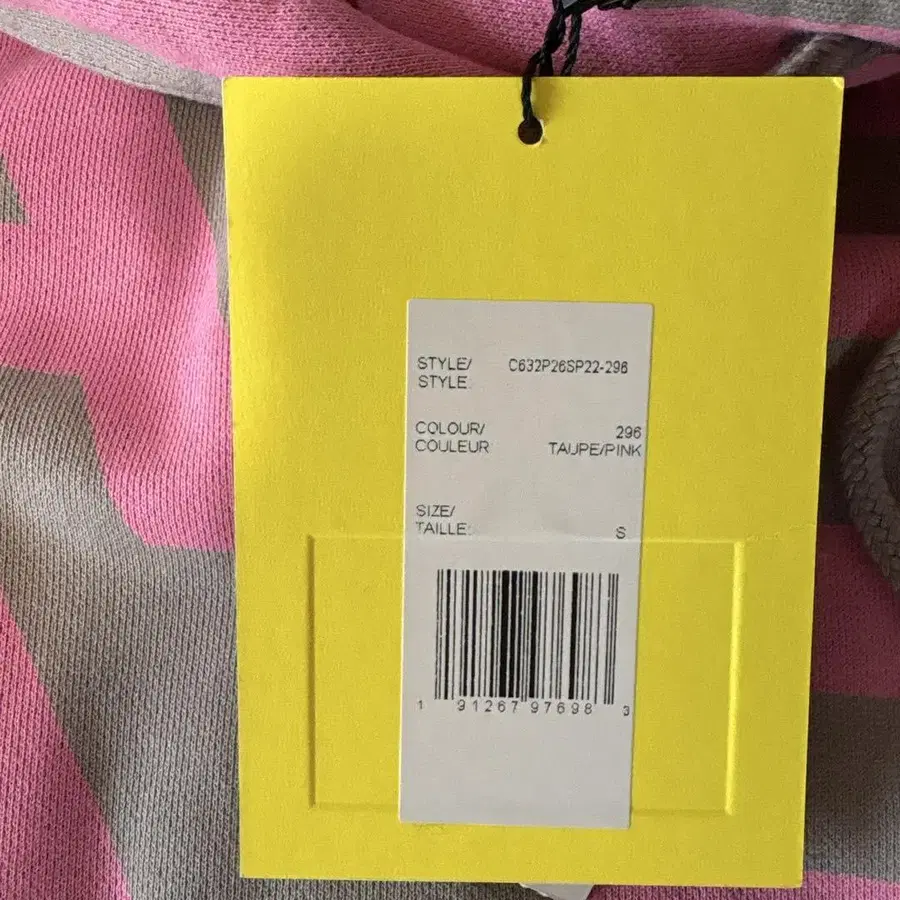 STYLE/ C632P26SP22-296
STYLE:
COLOUR/ 296
COULEUR TAUPE/PINK
SIZE/
TAILLE: S
1 91267 97698 3